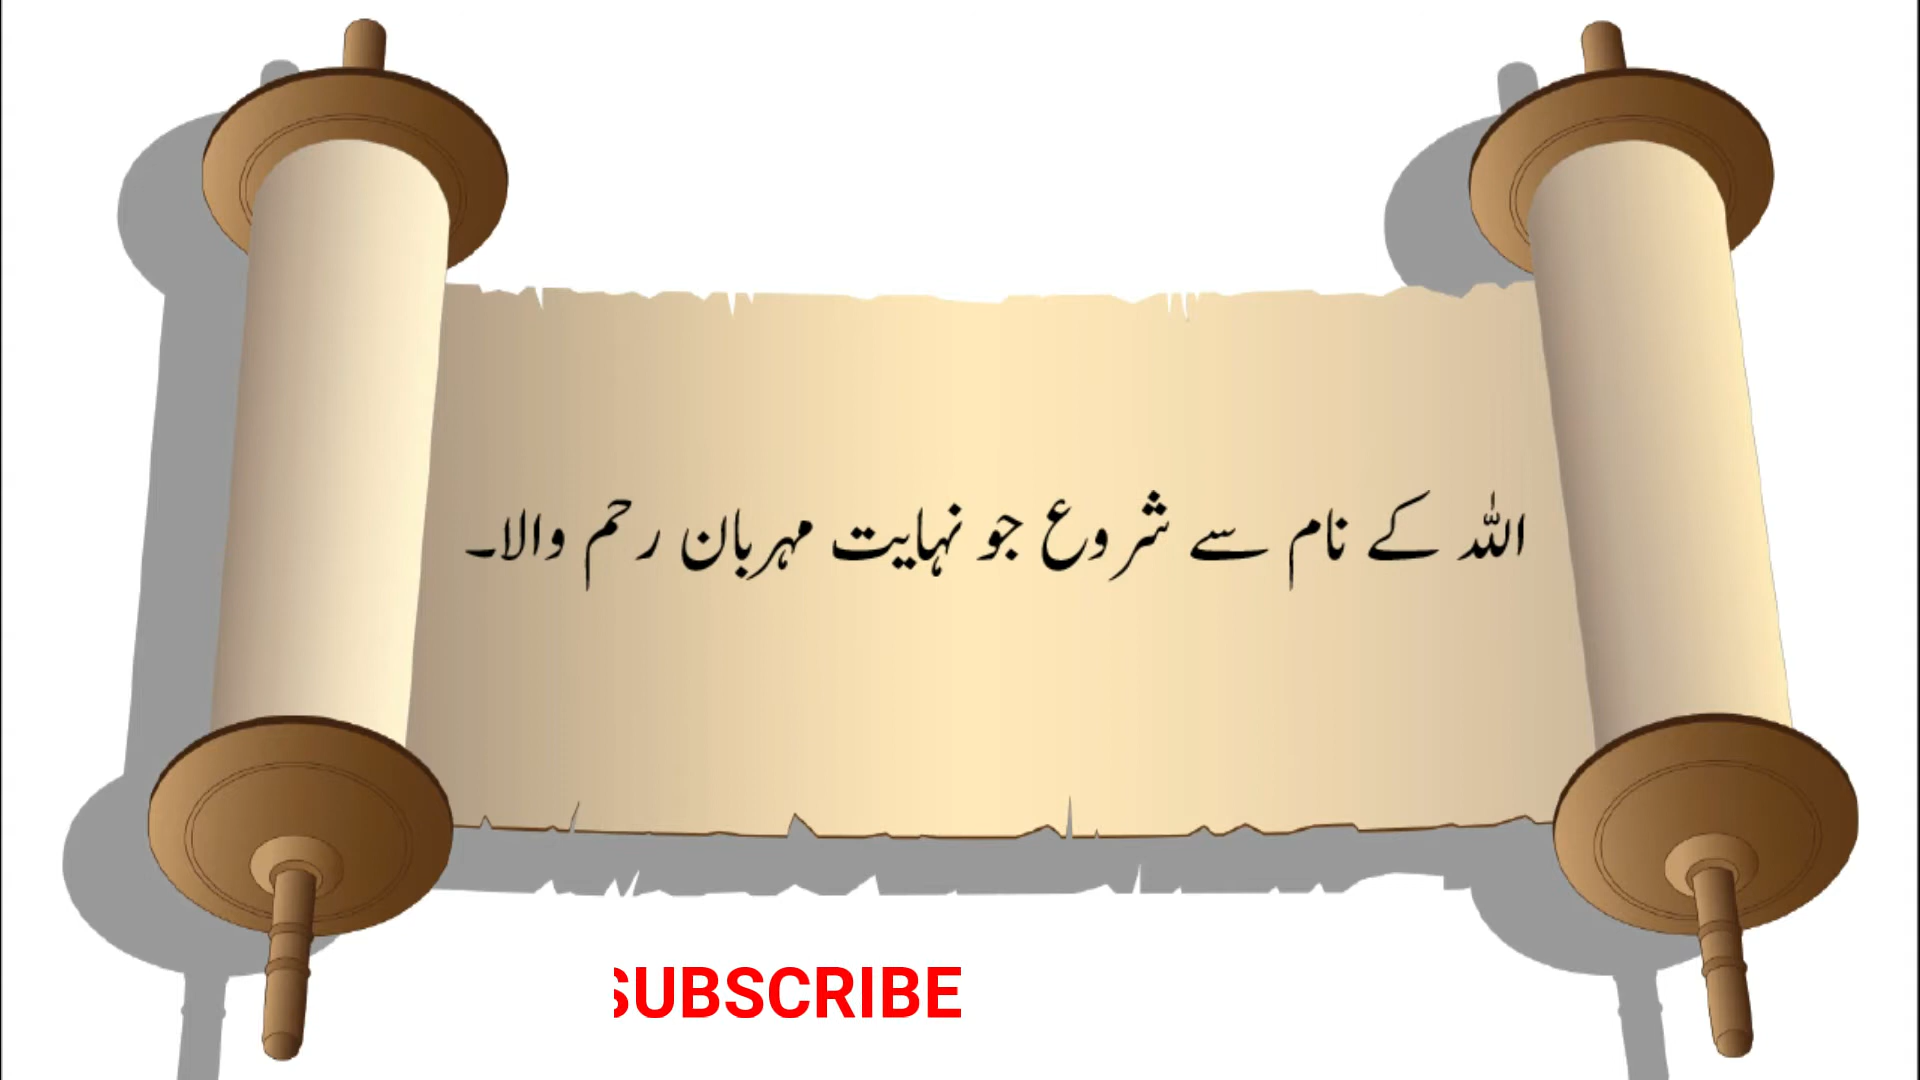 اللہ کے نام سے شروع جو نہایت مہربان رحم والا۔
SUBSCRIBE